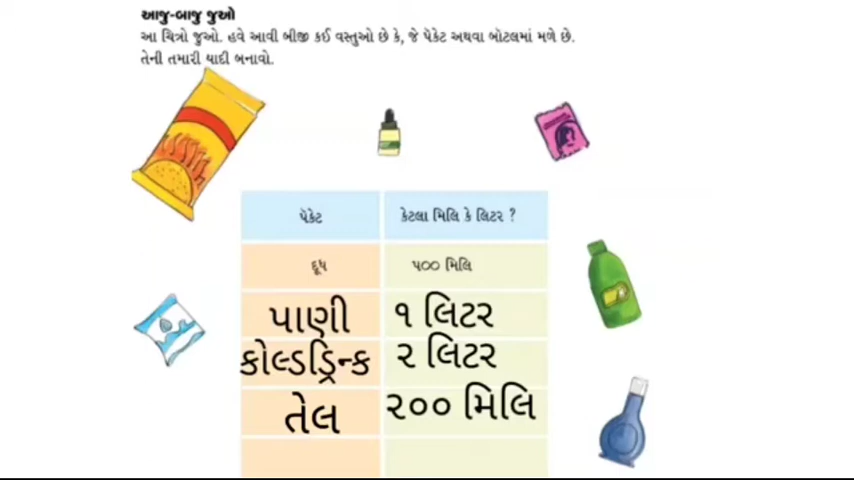 આજુ-બાજુ જુઓ
આ ચિત્રો જુઓ. હવે આવી બીજી કઈ વસ્તુઓ છે કે, જે પૅકેટ અથવા બૉટલમાં મળે છે.
તેની તમારી યાદી બનાવો.
પૅકેટ કેટલા મિલિ કે લિટર ?
દૂધ ૫૦૦ મિલિ
પાણી ૧ લિટર
કોલ્ડડ્રિન્ક ૨ લિટર
તેલ ૨૦૦ મિલિ